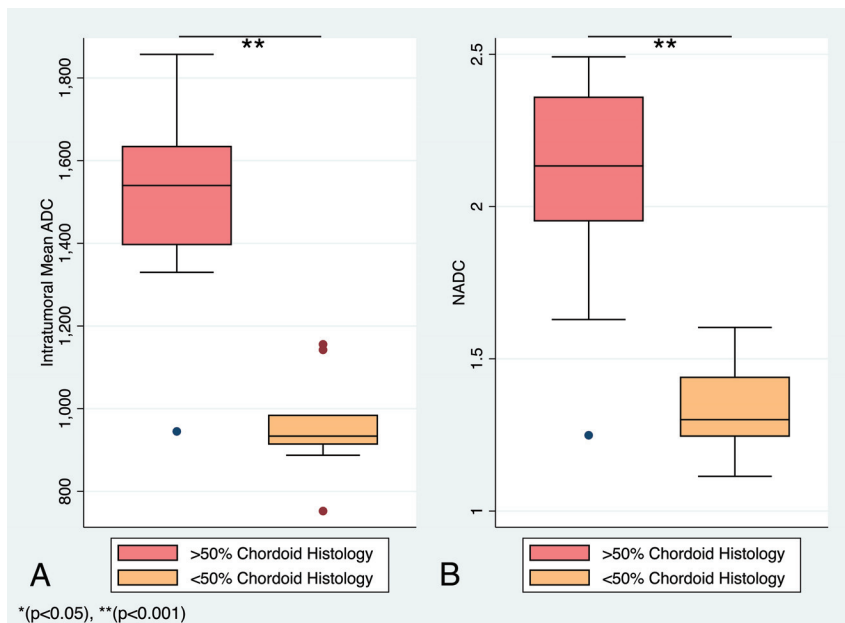 **
**
Intratumoral Mean ADC
1,800
1,600
1,400
1,200
1,000
800
NADC
2.5
2
1.5
1
A
>50% Chordoid Histology
<50% Chordoid Histology
B
>50% Chordoid Histology
<50% Chordoid Histology
*(p<0.05), **(p<0.001)